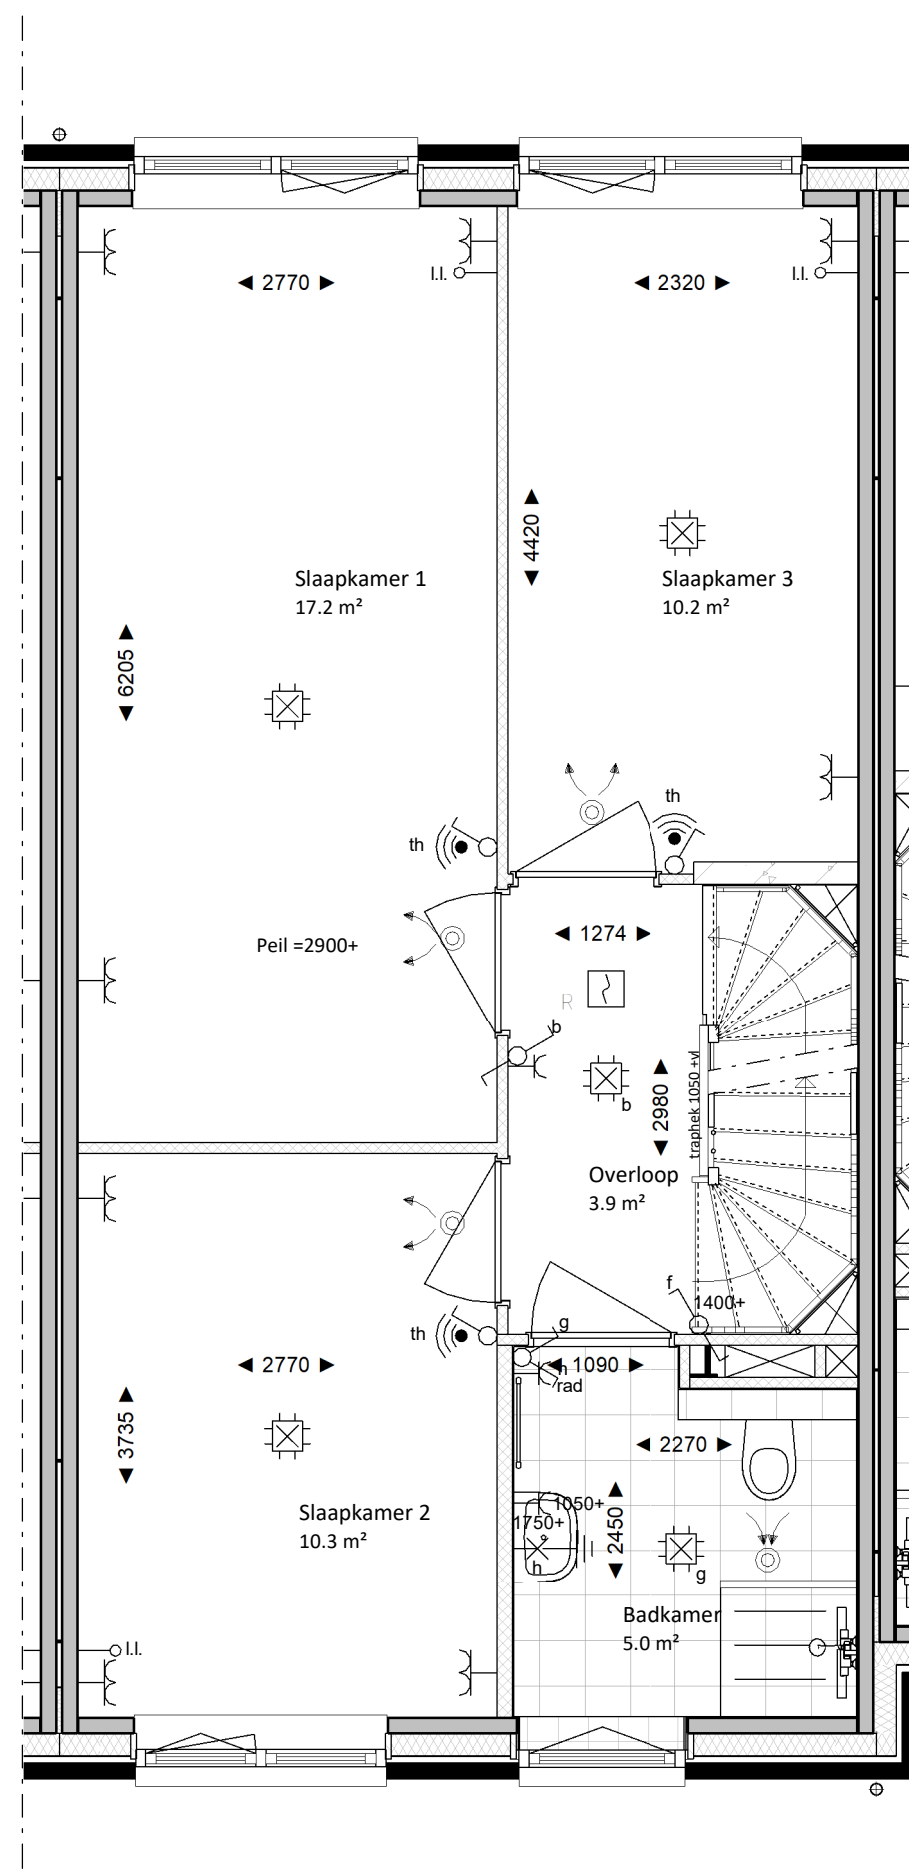 l.l.
l.l.
◄ 2770 ►
◄ 2320 ►
◄ 4420 ►
Slaapkamer 1
17.2 m²
Slaapkamer 3
10.2 m²
◄ 6205 ►
th
th
Peil =2900+
◄ 1274 ►
R
b
b
◄ 2980 ►
traphek 1050 +vl
Overloop
3.9 m²
f
1400+
th
g
◄ 2770 ►
◄ 1090 ►
h
rad
◄ 3735 ►
◄ 2270 ►
Slaapkamer 2
10.3 m²
1050+
1750+
◄ 2450 ►
h
g
Badkamer
5.0 m²
l.l.